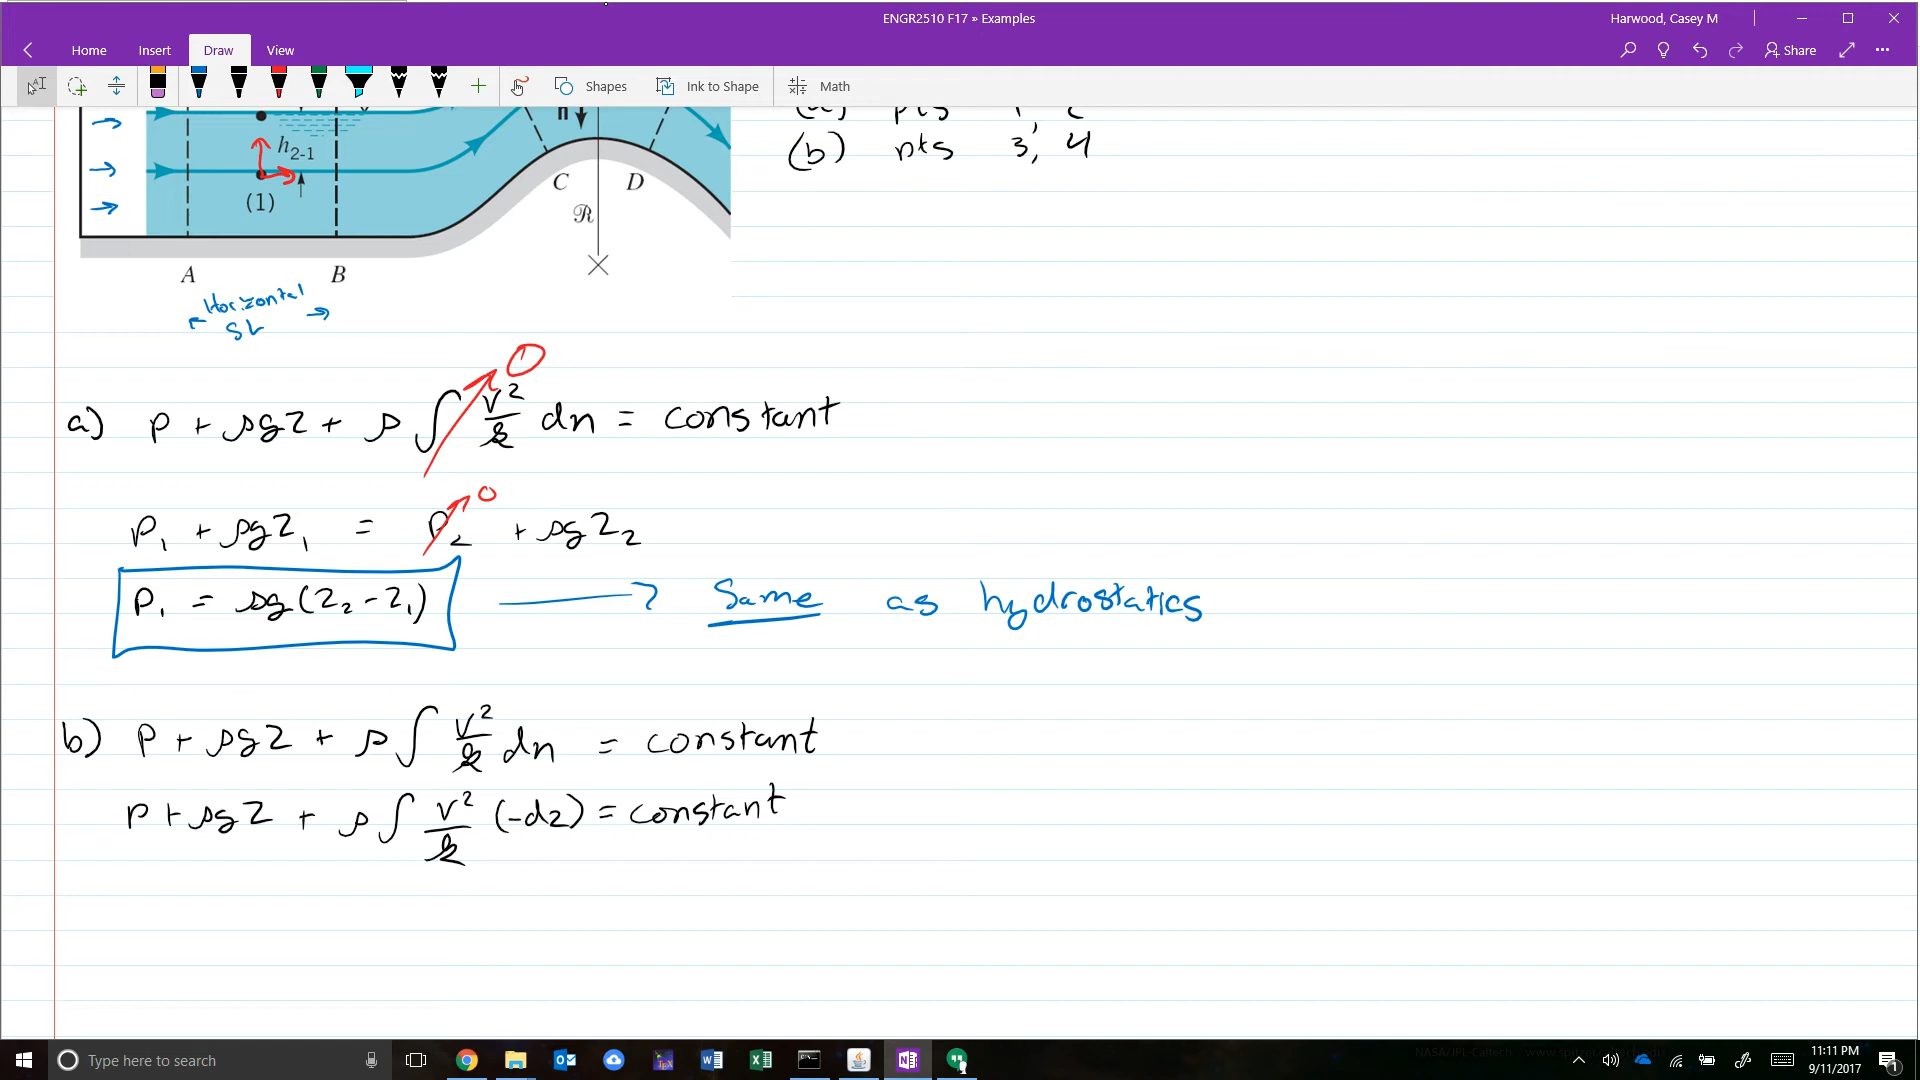 ENGR2510 F17 » Examples
Harwood, Casey M
Home Insert Draw View
Share
Shapes Ink to Shape Math
pts 1, 2
(b) pts 3, 4
n
h2-1
(1)
C D
ℛ
A B
Horizontal
SL
a) p + ρgz + ρ∫ V²/ℛ dn = constant
0
P₁ + ρgz₁ = P₂ + ρgz₂
0
P₁ = ρg(z₂ - z₁) → Same as hydrostatics
b) p + ρgz + ρ∫ V²/ℛ dn = constant
p + ρgz + ρ∫ V²/ℛ (-dz) = constant
Type here to search
11:11 PM
9/11/2017